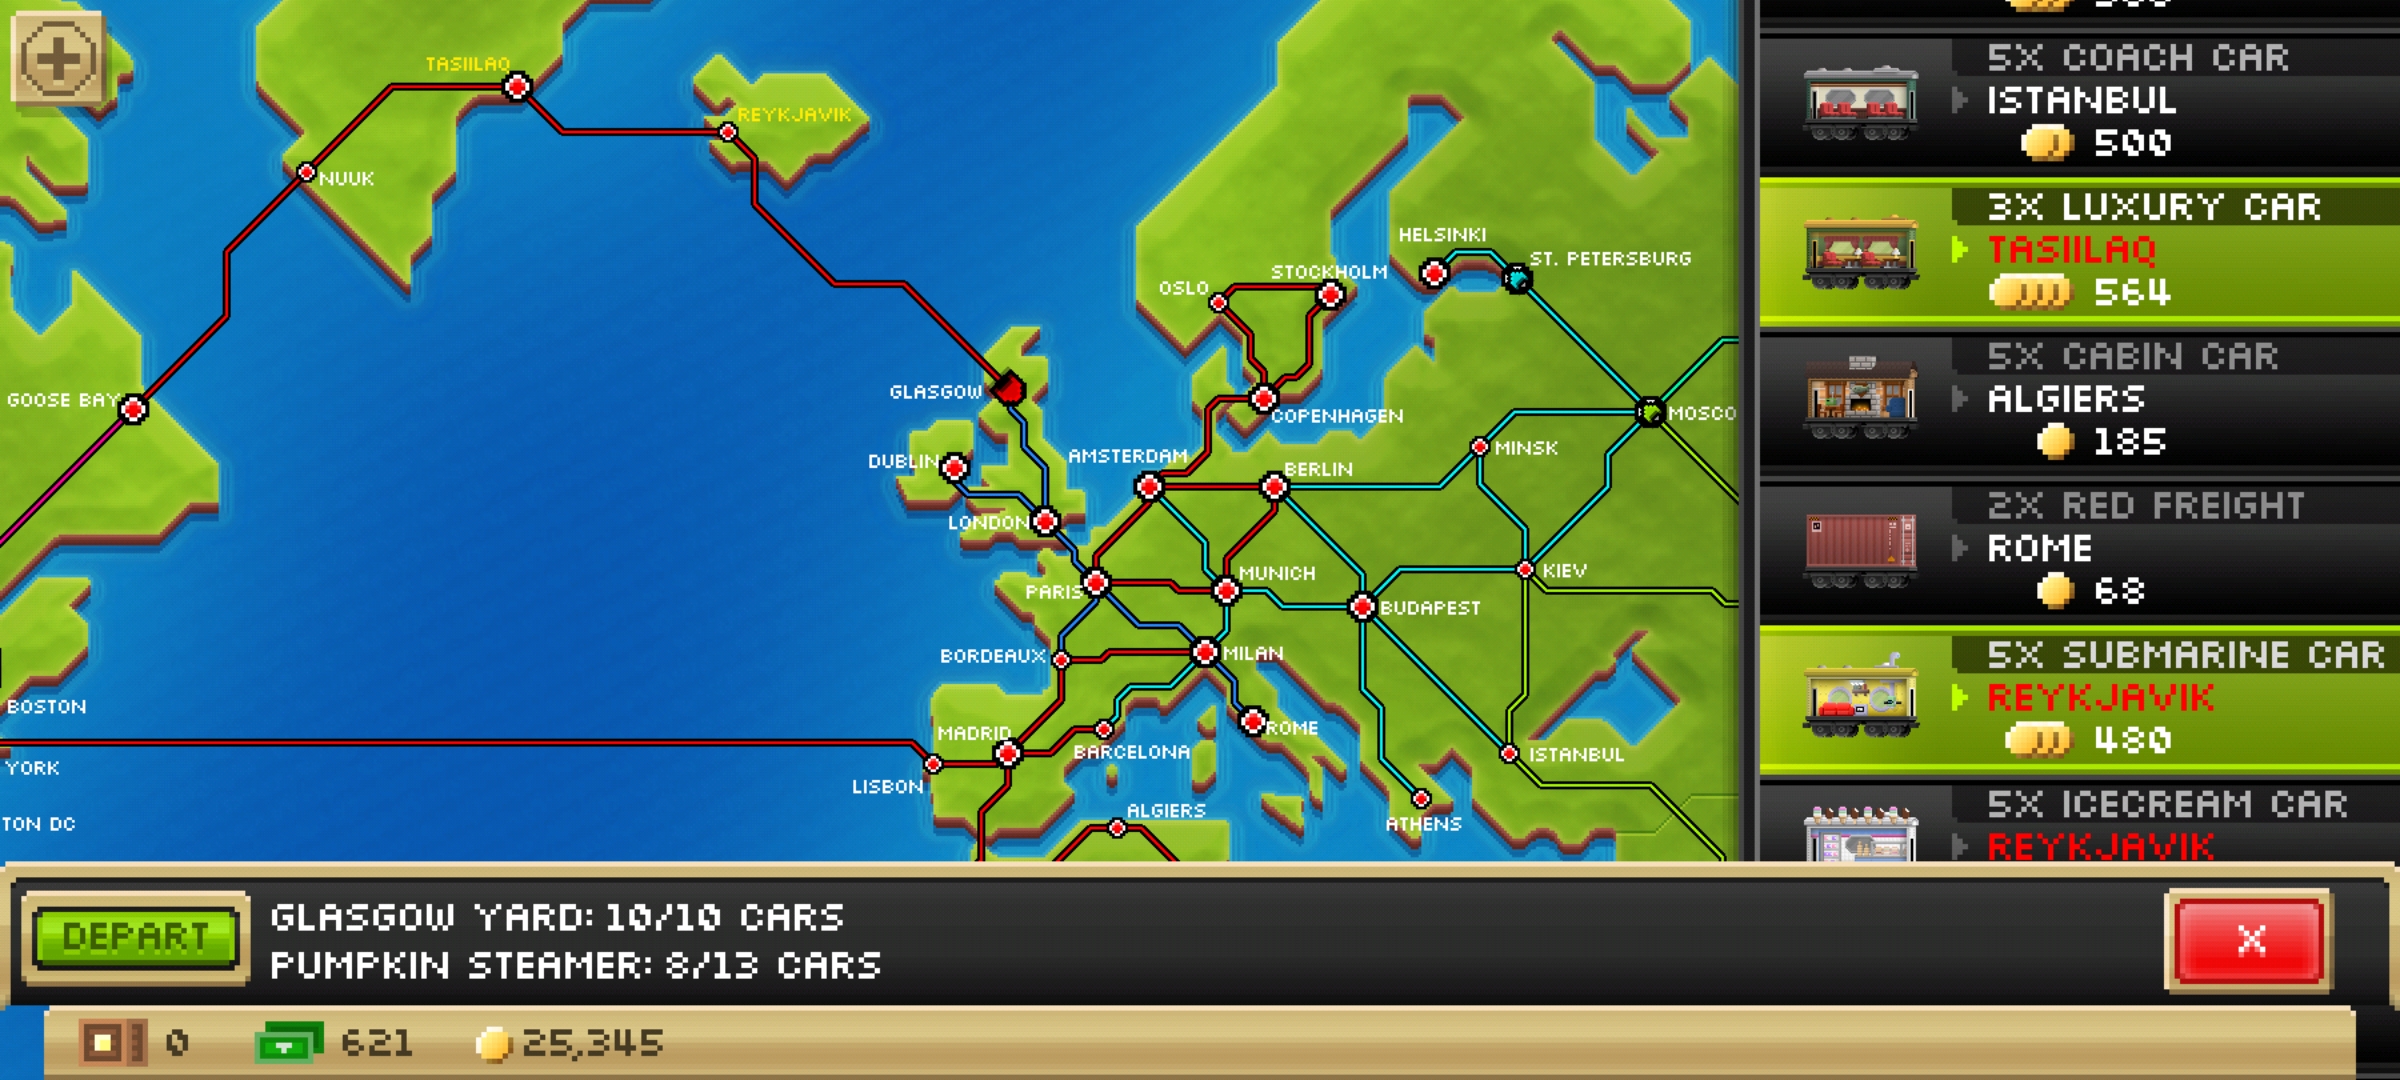 TASIILAQ
REYKJAVIK
NUUK
GOOSE BAY
HELSINKI
ST. PETERSBURG
STOCKHOLM
OSLO
GLASGOW
COPENHAGEN
MOSCO
DUBLIN
AMSTERDAM
BERLIN
MINSK
LONDON
PARIS
MUNICH
KIEV
BUDAPEST
BORDEAUX
MILAN
BOSTON
MADRID
ROME
BARCELONA
ISTANBUL
YORK
LISBON
ALGIERS
ATHENS
TON DC
5X COACH CAR
ISTANBUL
500
3X LUXURY CAR
TASIILAQ
564
5X CABIN CAR
ALGIERS
185
2X RED FREIGHT
ROME
68
5X SUBMARINE CAR
REYKJAVIK
480
5X ICECREAM CAR
REYKJAVIK
DEPART
GLASGOW YARD: 10/10 CARS
PUMPKIN STEAMER: 8/13 CARS
X
0
621
25,345